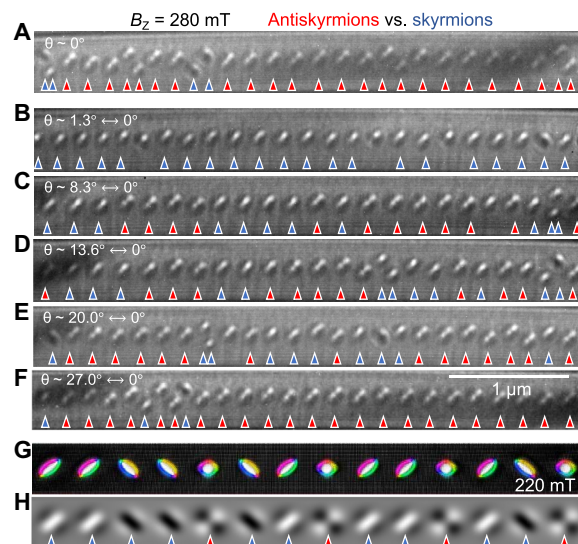 B_Z = 280 mT Antiskyrmions vs. skyrmions
A
θ ~ 0°
B
θ ~ 1.3° ↔ 0°
C
θ ~ 8.3° ↔ 0°
D
θ ~ 13.6° ↔ 0°
E
θ ~ 20.0° ↔ 0°
F
θ ~ 27.0° ↔ 0°
1 µm
G
220 mT
H